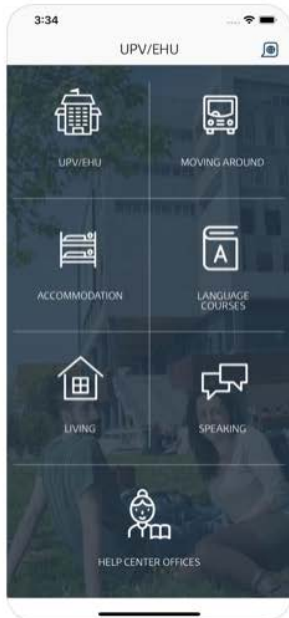 3:34
UPV/EHU
UPV/EHU
MOVING AROUND
ACCOMMODATION
LANGUAGE
COURSES
A
LIVING
SPEAKING
HELP CENTER OFFICES